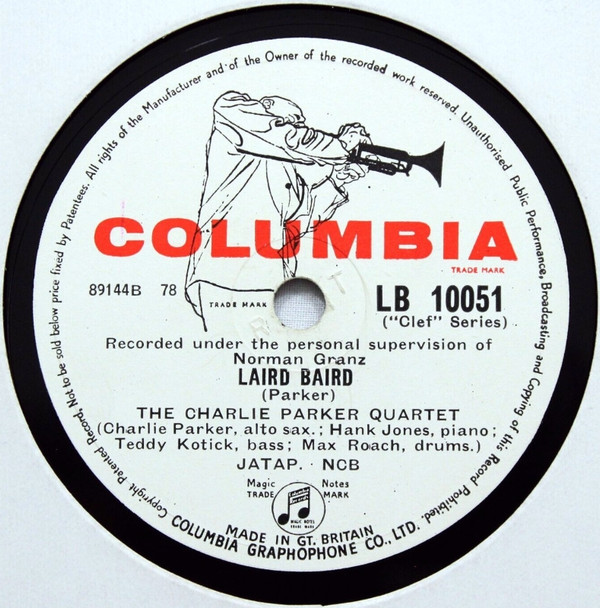 All rights of the Manufacturer and of the Owner of the recorded work reserved. Unauthorised Public Performance, Broadcasting and Copying of this Record Prohibited.
Copyright Patented Record, Not to be sold below price fixed by Patentees.
COLUMBIA
TRADE MARK
89144B 78
TRADE MARK
LB 10051
("Clef" Series)
Recorded under the personal supervision of
Norman Granz
LAIRD BAIRD
(Parker)
THE CHARLIE PARKER QUARTET
(Charlie Parker, alto sax.; Hank Jones, piano;
Teddy Kotick, bass; Max Roach, drums.)
JATAP. NCB
Magic Notes
TRADE MARK
MAGIC NOTES
TRADE MARK
MADE IN GT. BRITAIN
COLUMBIA GRAPHOPHONE CO., LTD.